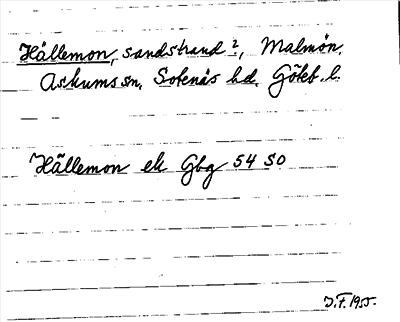 Hällemon, sandstrand ?, Malmön.
Askums sn. Sotenäs hd. Göteb. l.
Hällemon ek Gbg 54 SO
J.F. 1955.